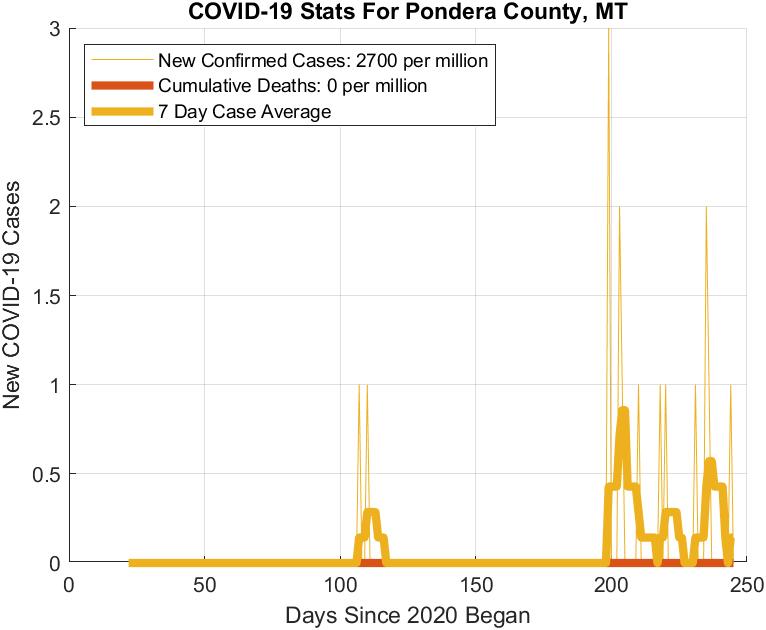 COVID-19 Stats For Pondera County, MT
New Confirmed Cases: 2700 per million
Cumulative Deaths: 0 per million
7 Day Case Average
New COVID-19 Cases
3
2.5
2
1.5
1
0.5
0
0 50 100 150 200 250
Days Since 2020 Began